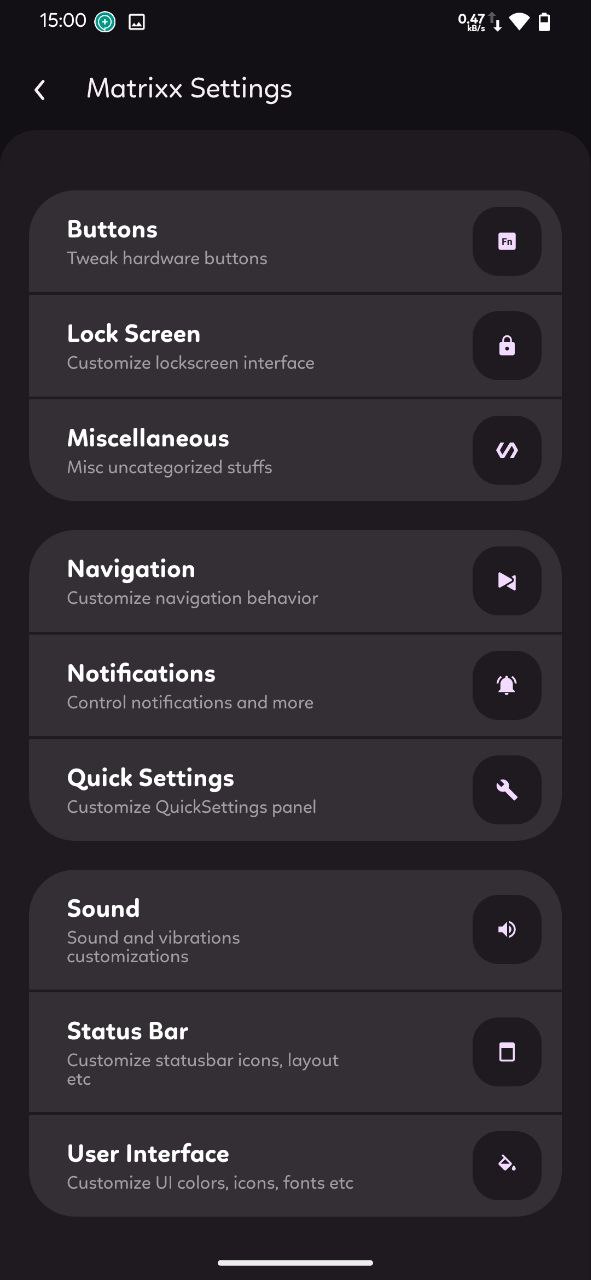 15:00
0.47
kB/s
Matrixx Settings
Buttons
Tweak hardware buttons
Fn
Lock Screen
Customize lockscreen interface
Miscellaneous
Misc uncategorized stuffs
Navigation
Customize navigation behavior
Notifications
Control notifications and more
Quick Settings
Customize QuickSettings panel
Sound
Sound and vibrations
customizations
Status Bar
Customize statusbar icons, layout
etc
User Interface
Customize UI colors, icons, fonts etc